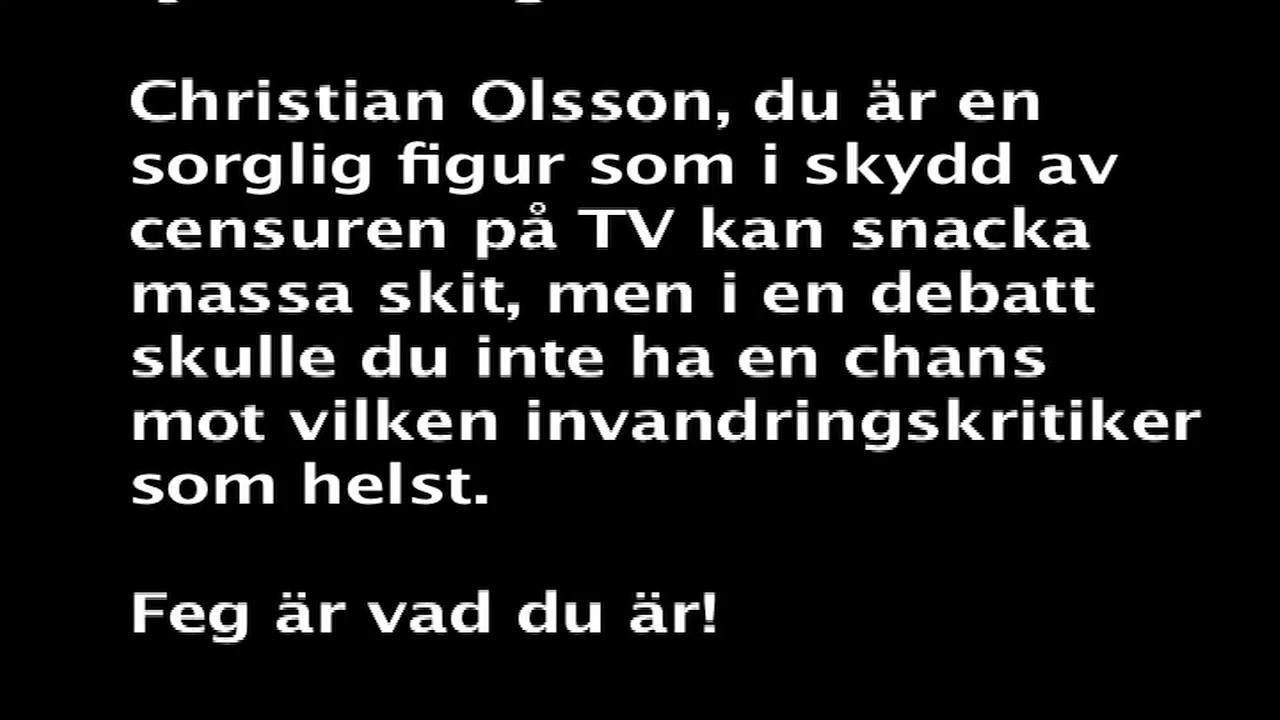 Christian Olsson, du är en
sorglig figur som i skydd av
censuren på TV kan snacka
massa skit, men i en debatt
skulle du inte ha en chans
mot vilken invandringskritiker
som helst.
Feg är vad du är!